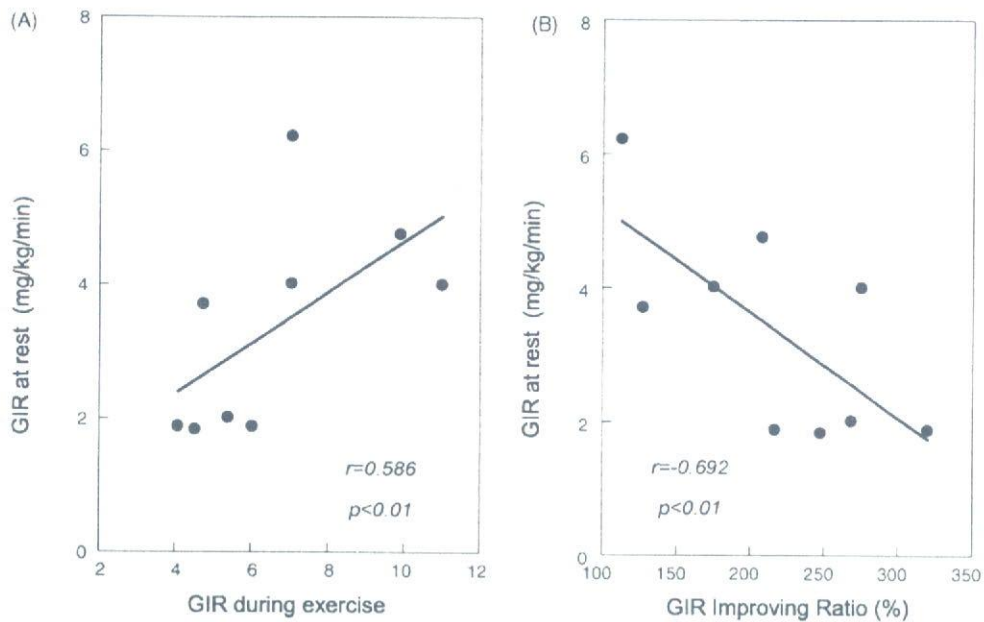 (A)
8
6
4
2
0
GIR at rest (mg/kg/min)
r=0.586
p<0.01
2 4 6 8 10 12
GIR during exercise
(B)
8
6
4
2
0
GIR at rest (mg/kg/min)
r=-0.692
p<0.01
100 150 200 250 300 350
GIR Improving Ratio (%)